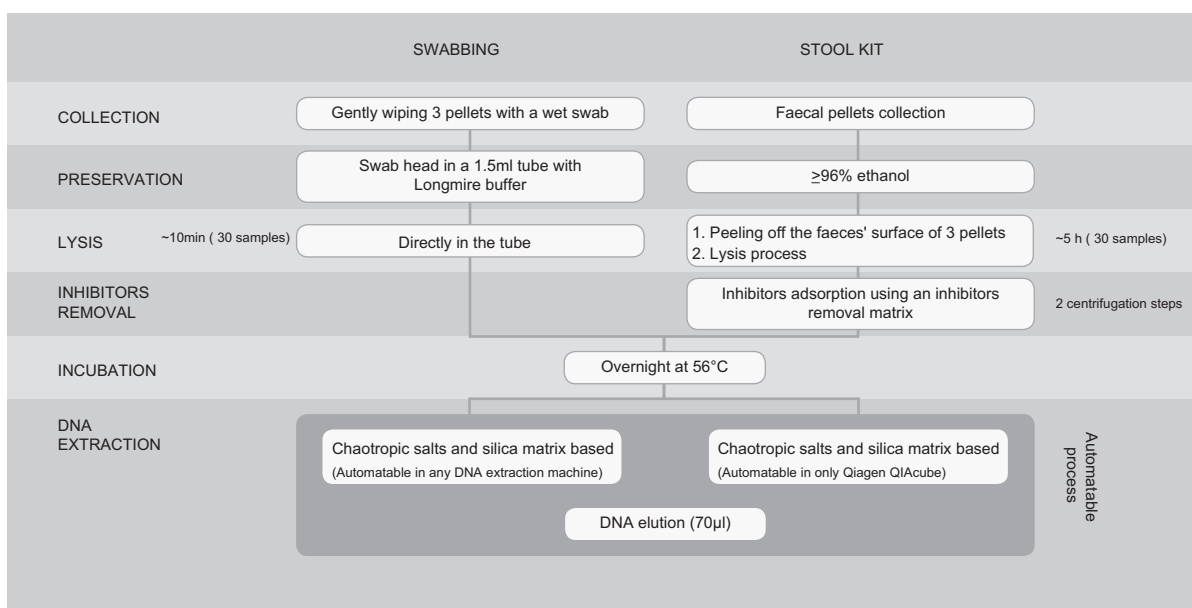 SWABBING
STOOL KIT
COLLECTION
Gently wiping 3 pellets with a wet swab
Faecal pellets collection
PRESERVATION
Swab head in a 1.5ml tube with
Longmire buffer
≥96% ethanol
LYSIS
~10min ( 30 samples)
Directly in the tube
1. Peeling off the faeces' surface of 3 pellets
2. Lysis process
~5 h ( 30 samples)
INHIBITORS
REMOVAL
Inhibitors adsorption using an inhibitors
removal matrix
2 centrifugation steps
INCUBATION
Overnight at 56°C
DNA
EXTRACTION
Chaotropic salts and silica matrix based
(Automatable in any DNA extraction machine)
Chaotropic salts and silica matrix based
(Automatable in only Qiagen QIAcube)
Automatable
process
DNA elution (70µl)